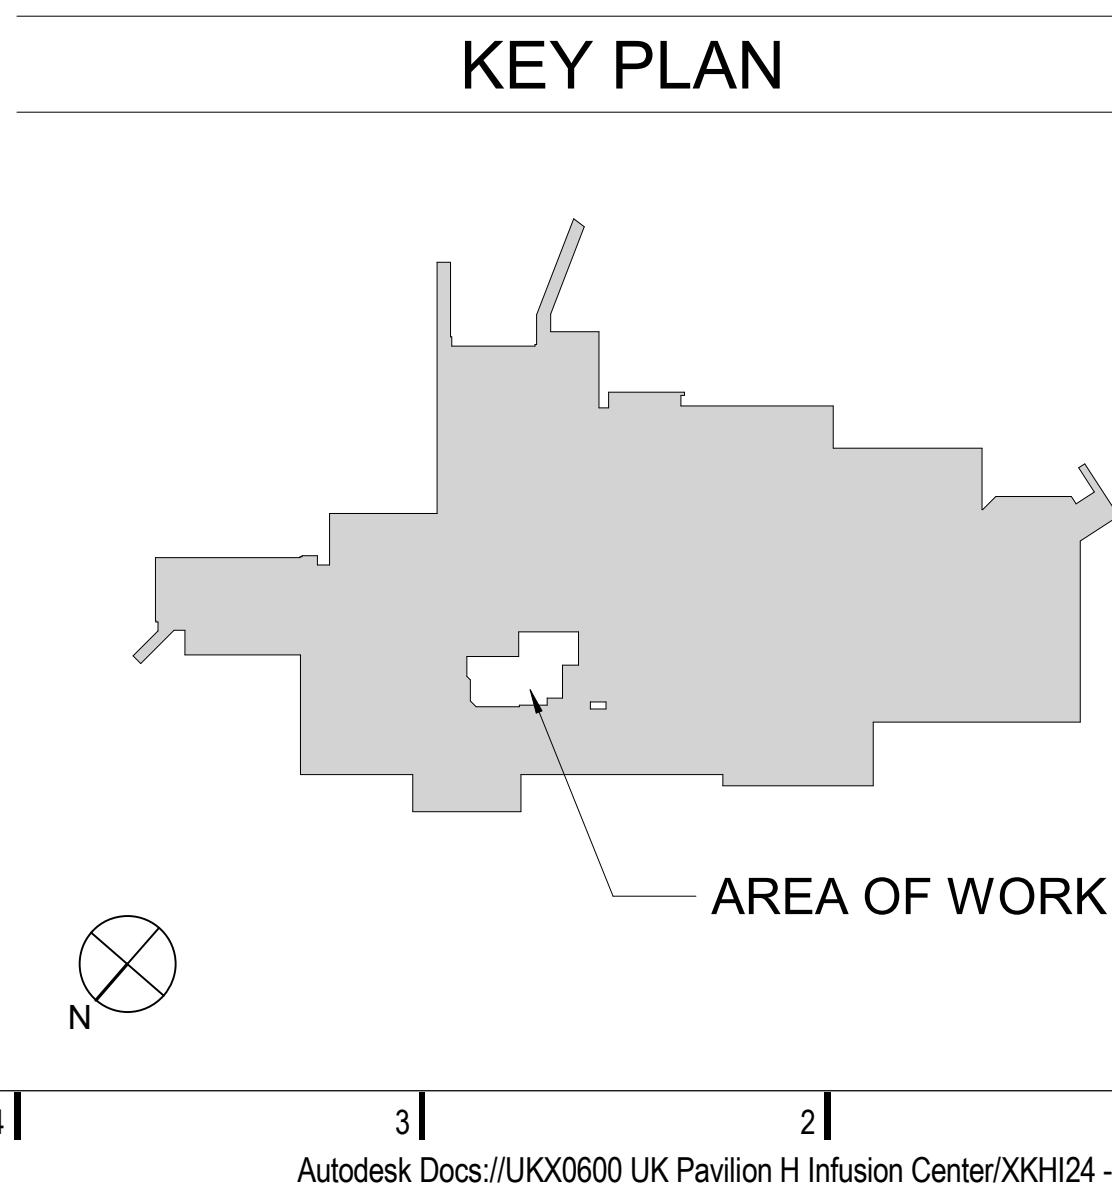 KEY PLAN
AREA OF WORK
N
3
2
Autodesk Docs://UKX0600 UK Pavilion H Infusion Center/XKHI24 -